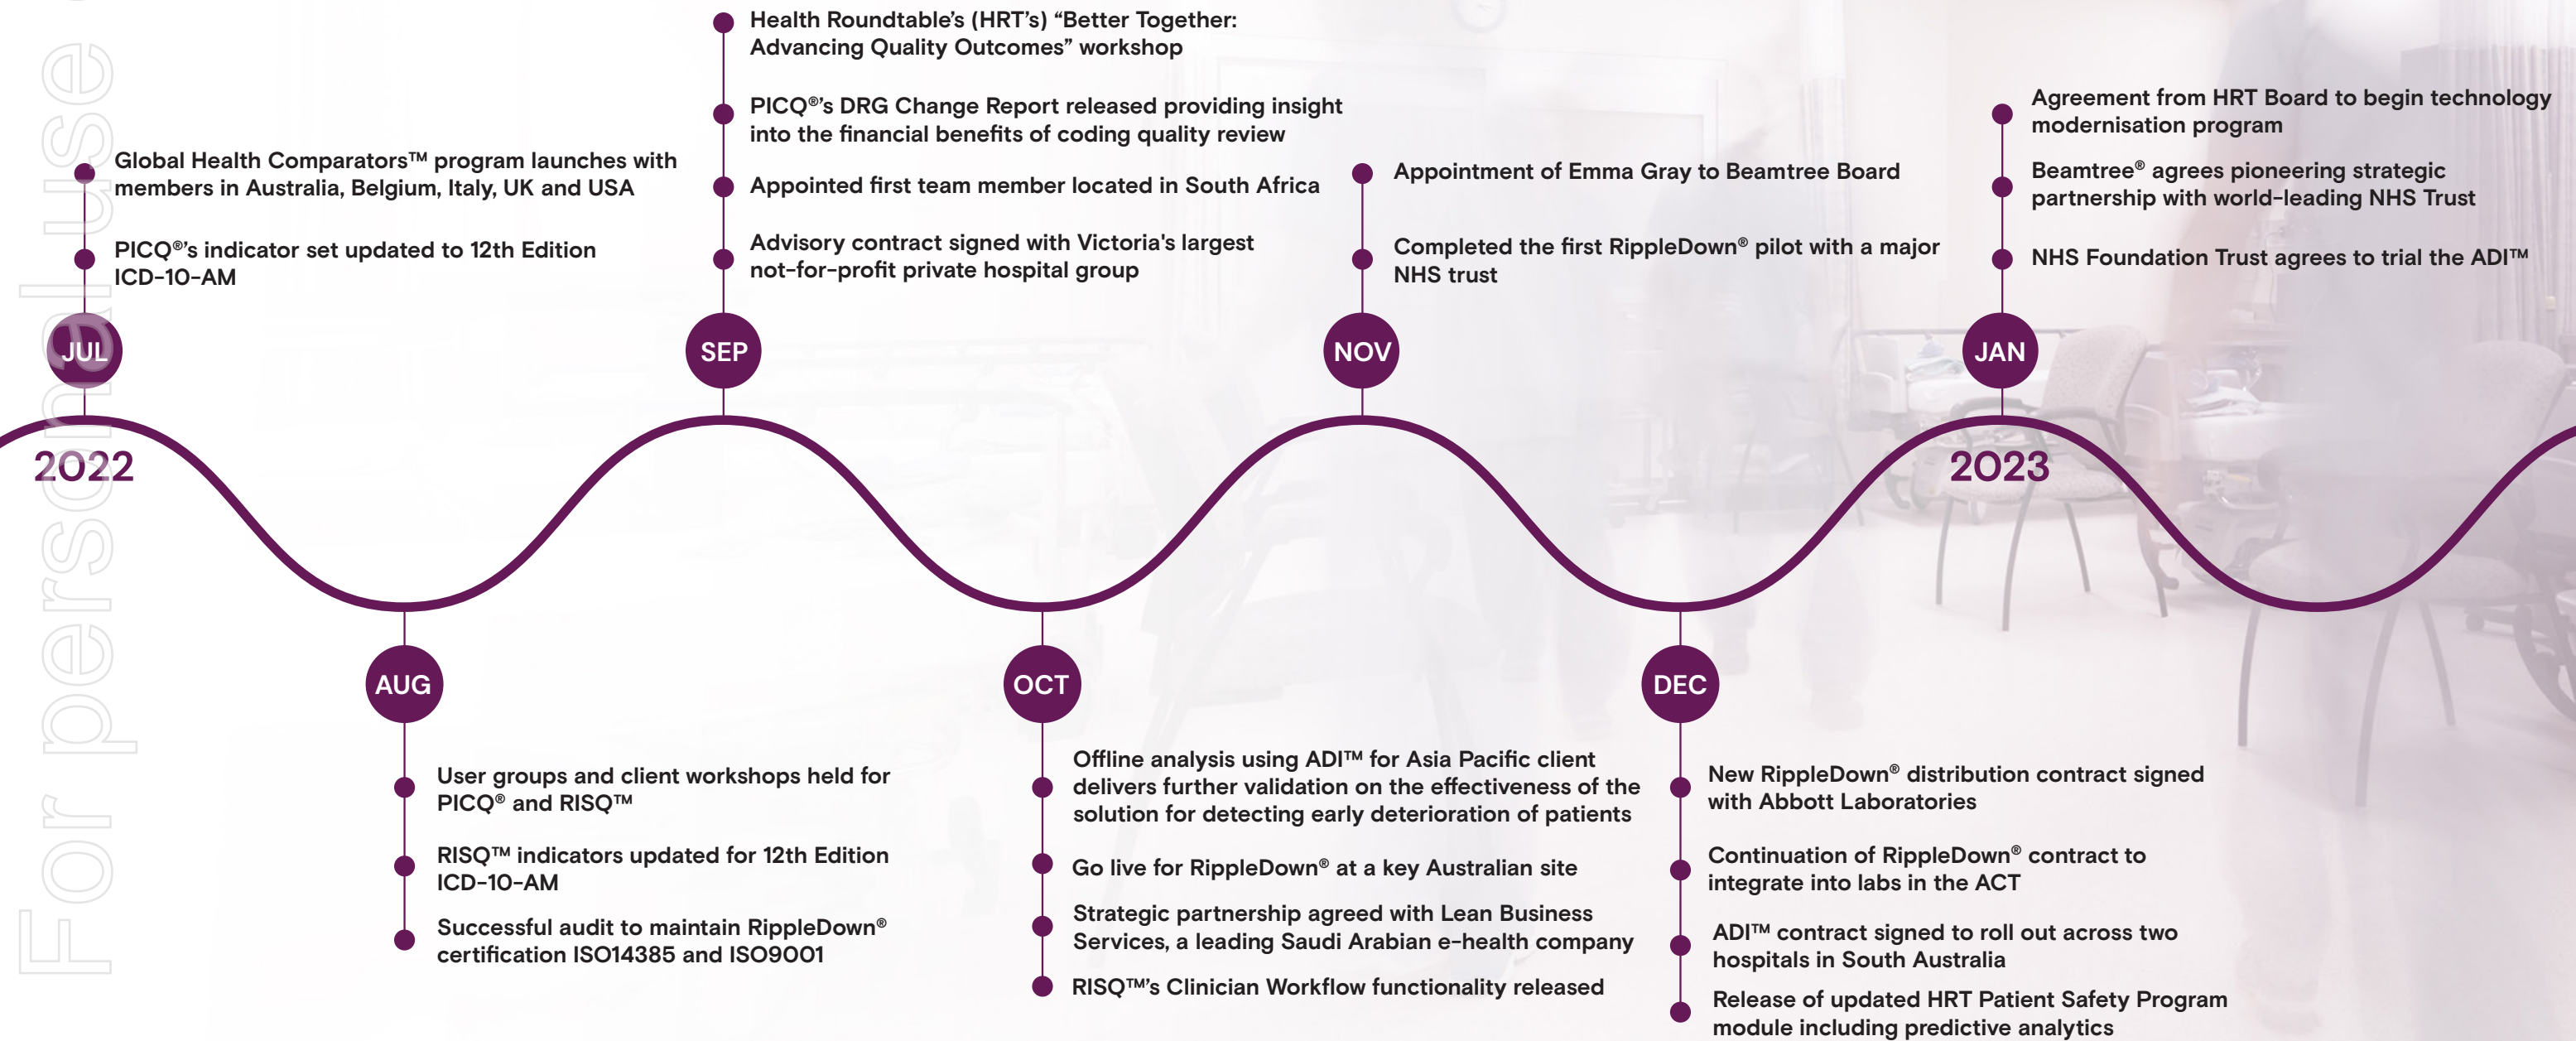 For personal use
Global Health Comparators™ program launches with
members in Australia, Belgium, Italy, UK and USA
PICQ®'s indicator set updated to 12th Edition
ICD-10-AM
JUL
2022
User groups and client workshops held for
PICQ® and RISQ™
RISQ™ indicators updated for 12th Edition
ICD-10-AM
Successful audit to maintain RippleDown®
certification ISO14385 and ISO9001
AUG
Health Roundtable's (HRT's) “Better Together:
Advancing Quality Outcomes” workshop
PICQ®'s DRG Change Report released providing insight
into the financial benefits of coding quality review
Appointed first team member located in South Africa
Advisory contract signed with Victoria's largest
not-for-profit private hospital group
SEP
OCT
Offline analysis using ADI™ for Asia Pacific client
delivers further validation on the effectiveness of the
solution for detecting early deterioration of patients
Go live for RippleDown® at a key Australian site
Strategic partnership agreed with Lean Business
Services, a leading Saudi Arabian e-health company
RISQ™'s Clinician Workflow functionality released
Appointment of Emma Gray to Beamtree Board
Completed the first RippleDown® pilot with a major
NHS trust
NOV
DEC
New RippleDown® distribution contract signed
with Abbott Laboratories
Continuation of RippleDown® contract to
integrate into labs in the ACT
ADI™ contract signed to roll out across two
hospitals in South Australia
Release of updated HRT Patient Safety Program
module including predictive analytics
Agreement from HRT Board to begin technology
modernisation program
Beamtree® agrees pioneering strategic
partnership with world-leading NHS Trust
NHS Foundation Trust agrees to trial the ADI™
JAN
2023